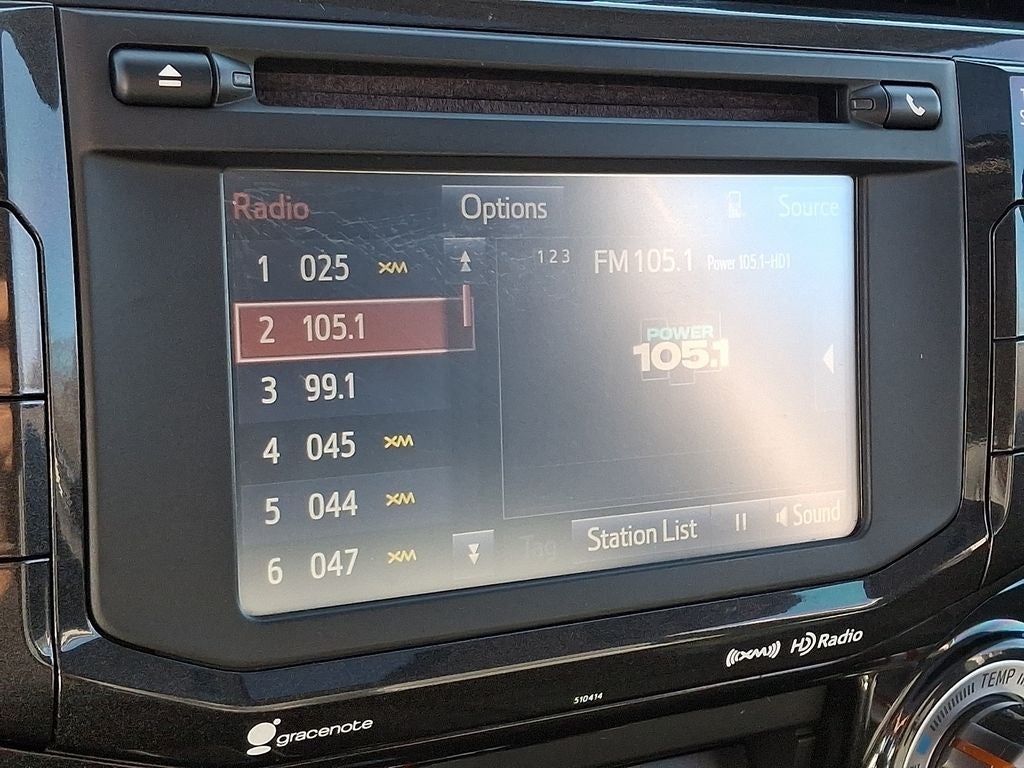 Radio Options Source
1 025 XM
2 105.1
3 99.1
4 045 XM
5 044 XM
6 047 XM
1 2 3 FM 105.1 Power 105.1-HD1
POWER
105.1
Tag Station List Sound
((XM)) HD Radio
510414
gracenote
TEMP